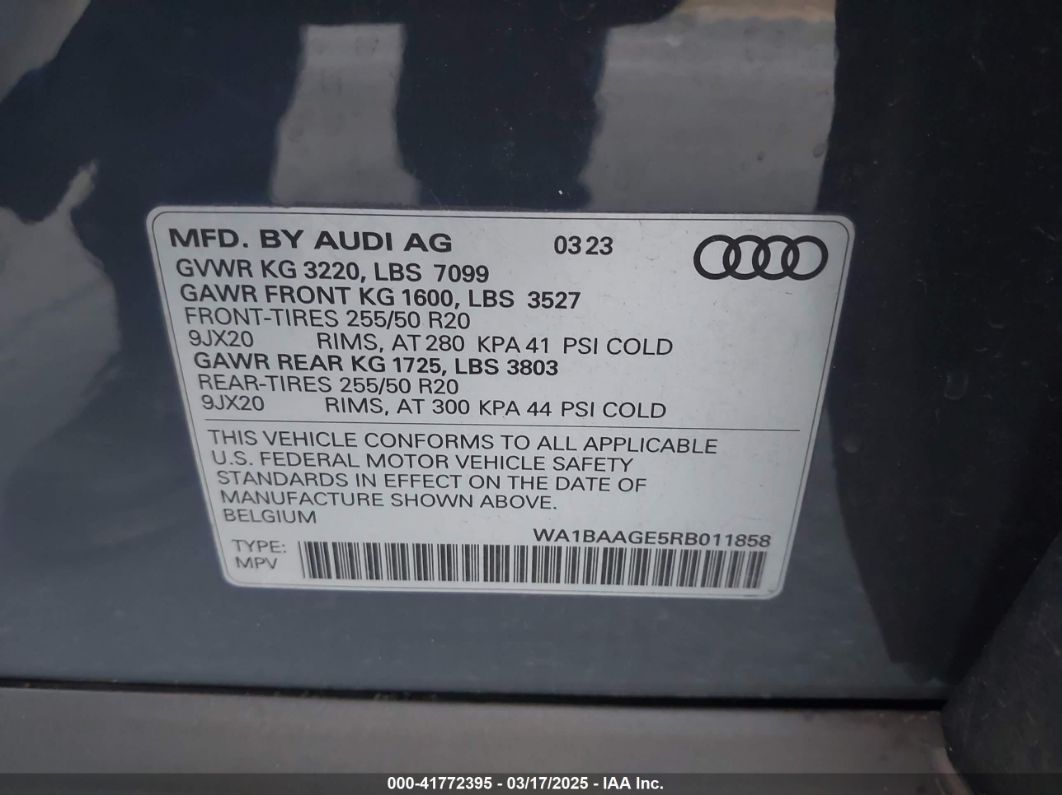 MFD. BY AUDI AG 03 23
GVWR KG 3220, LBS 7099
GAWR FRONT KG 1600, LBS 3527
FRONT-TIRES 255/50 R20
9JX20 RIMS, AT 280 KPA 41 PSI COLD
GAWR REAR KG 1725, LBS 3803
REAR-TIRES 255/50 R20
9JX20 RIMS, AT 300 KPA 44 PSI COLD
THIS VEHICLE CONFORMS TO ALL APPLICABLE
U.S. FEDERAL MOTOR VEHICLE SAFETY
STANDARDS IN EFFECT ON THE DATE OF
MANUFACTURE SHOWN ABOVE.
BELGIUM
WA1BAAGE5RB011858
TYPE:
MPV
000-41772395 - 03/17/2025 - IAA Inc.